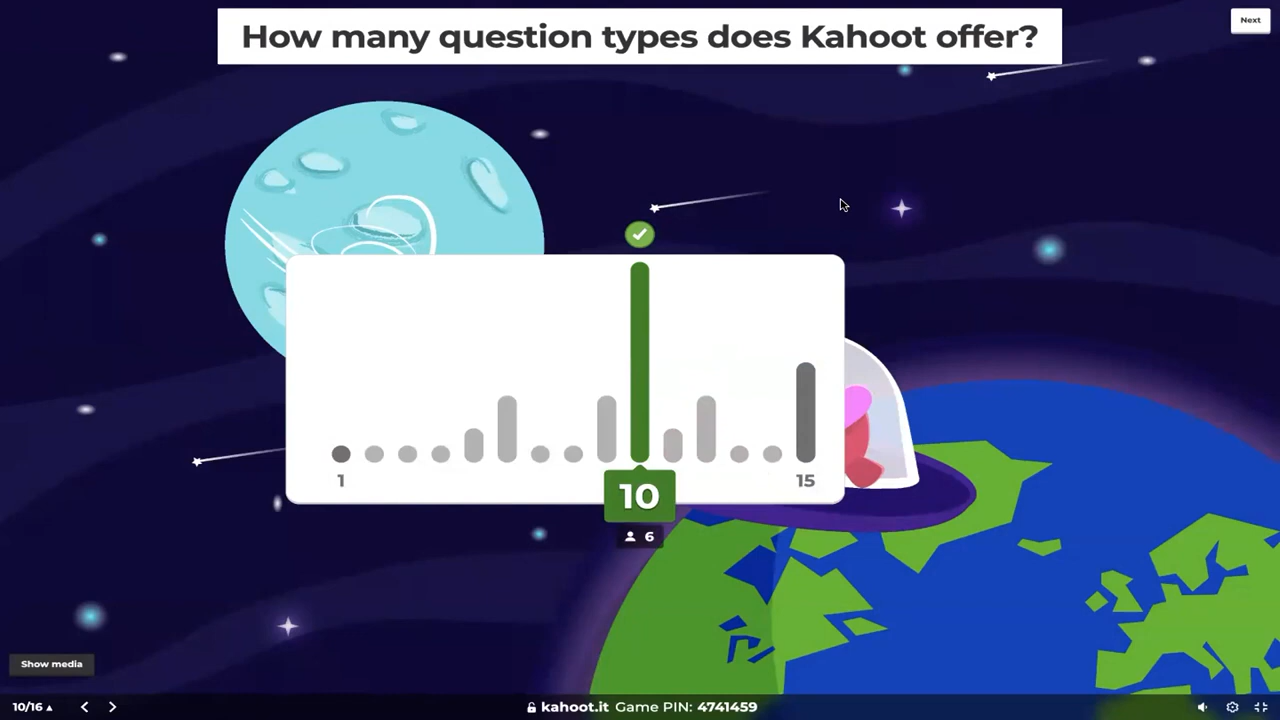 How many question types does Kahoot offer?
Next
1
15
10
6
Show media
10/16
kahoot.it Game PIN: 4741459